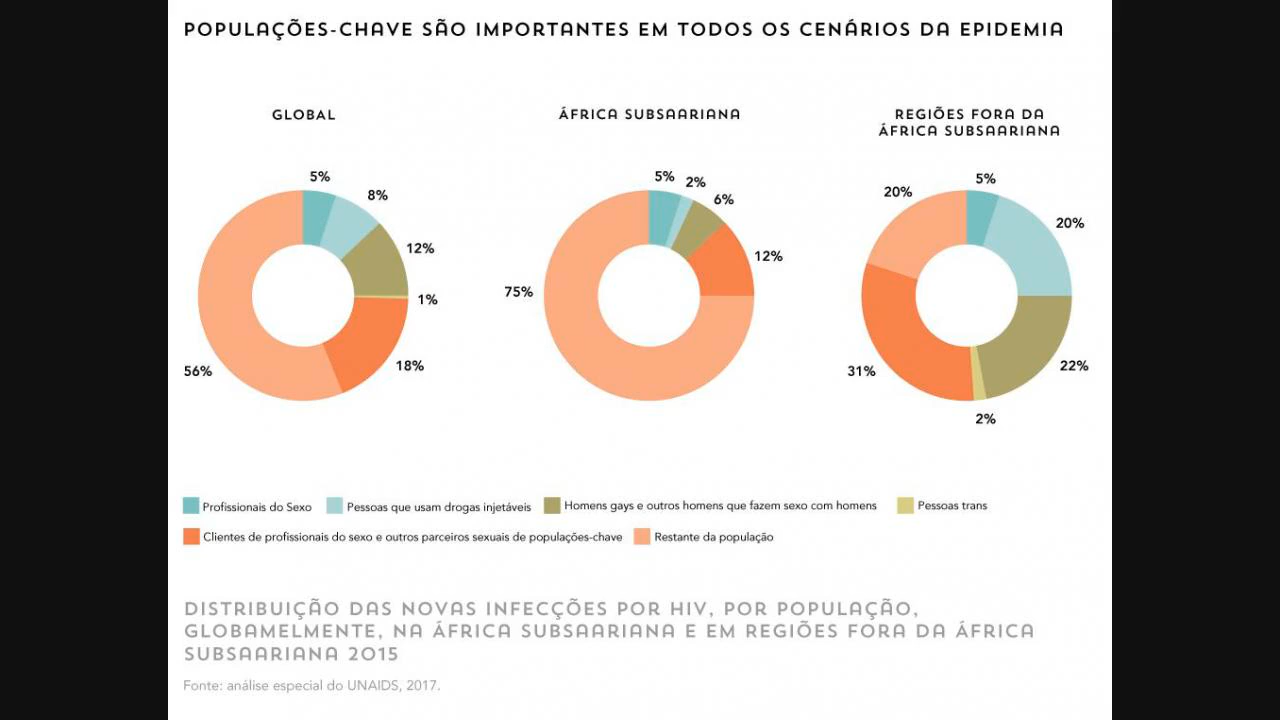 POPULAÇÕES-CHAVE SÃO IMPORTANTES EM TODOS OS CENÁRIOS DA EPIDEMIA
GLOBAL
5%
8%
12%
1%
18%
56%
ÁFRICA SUBSAARIANA
5%
2%
6%
12%
75%
REGIÕES FORA DA
ÁFRICA SUBSAARIANA
5%
20%
22%
2%
31%
20%
Profissionais do Sexo
Pessoas que usam drogas injetáveis
Homens gays e outros homens que fazem sexo com homens
Pessoas trans
Clientes de profissionais do sexo e outros parceiros sexuais de populações-chave
Restante da população
DISTRIBUIÇÃO DAS NOVAS INFECÇÕES POR HIV, POR POPULAÇÃO,
GLOBAMELMENTE, NA ÁFRICA SUBSAARIANA E EM REGIÕES FORA DA ÁFRICA
SUBSAARIANA 2015
Fonte: análise especial do UNAIDS, 2017.